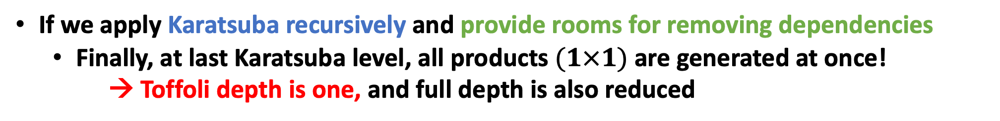 • If we apply Karatsuba recursively and provide rooms for removing dependencies
• Finally, at last Karatsuba level, all products (1×1) are generated at once!
→ Toffoli depth is one, and full depth is also reduced